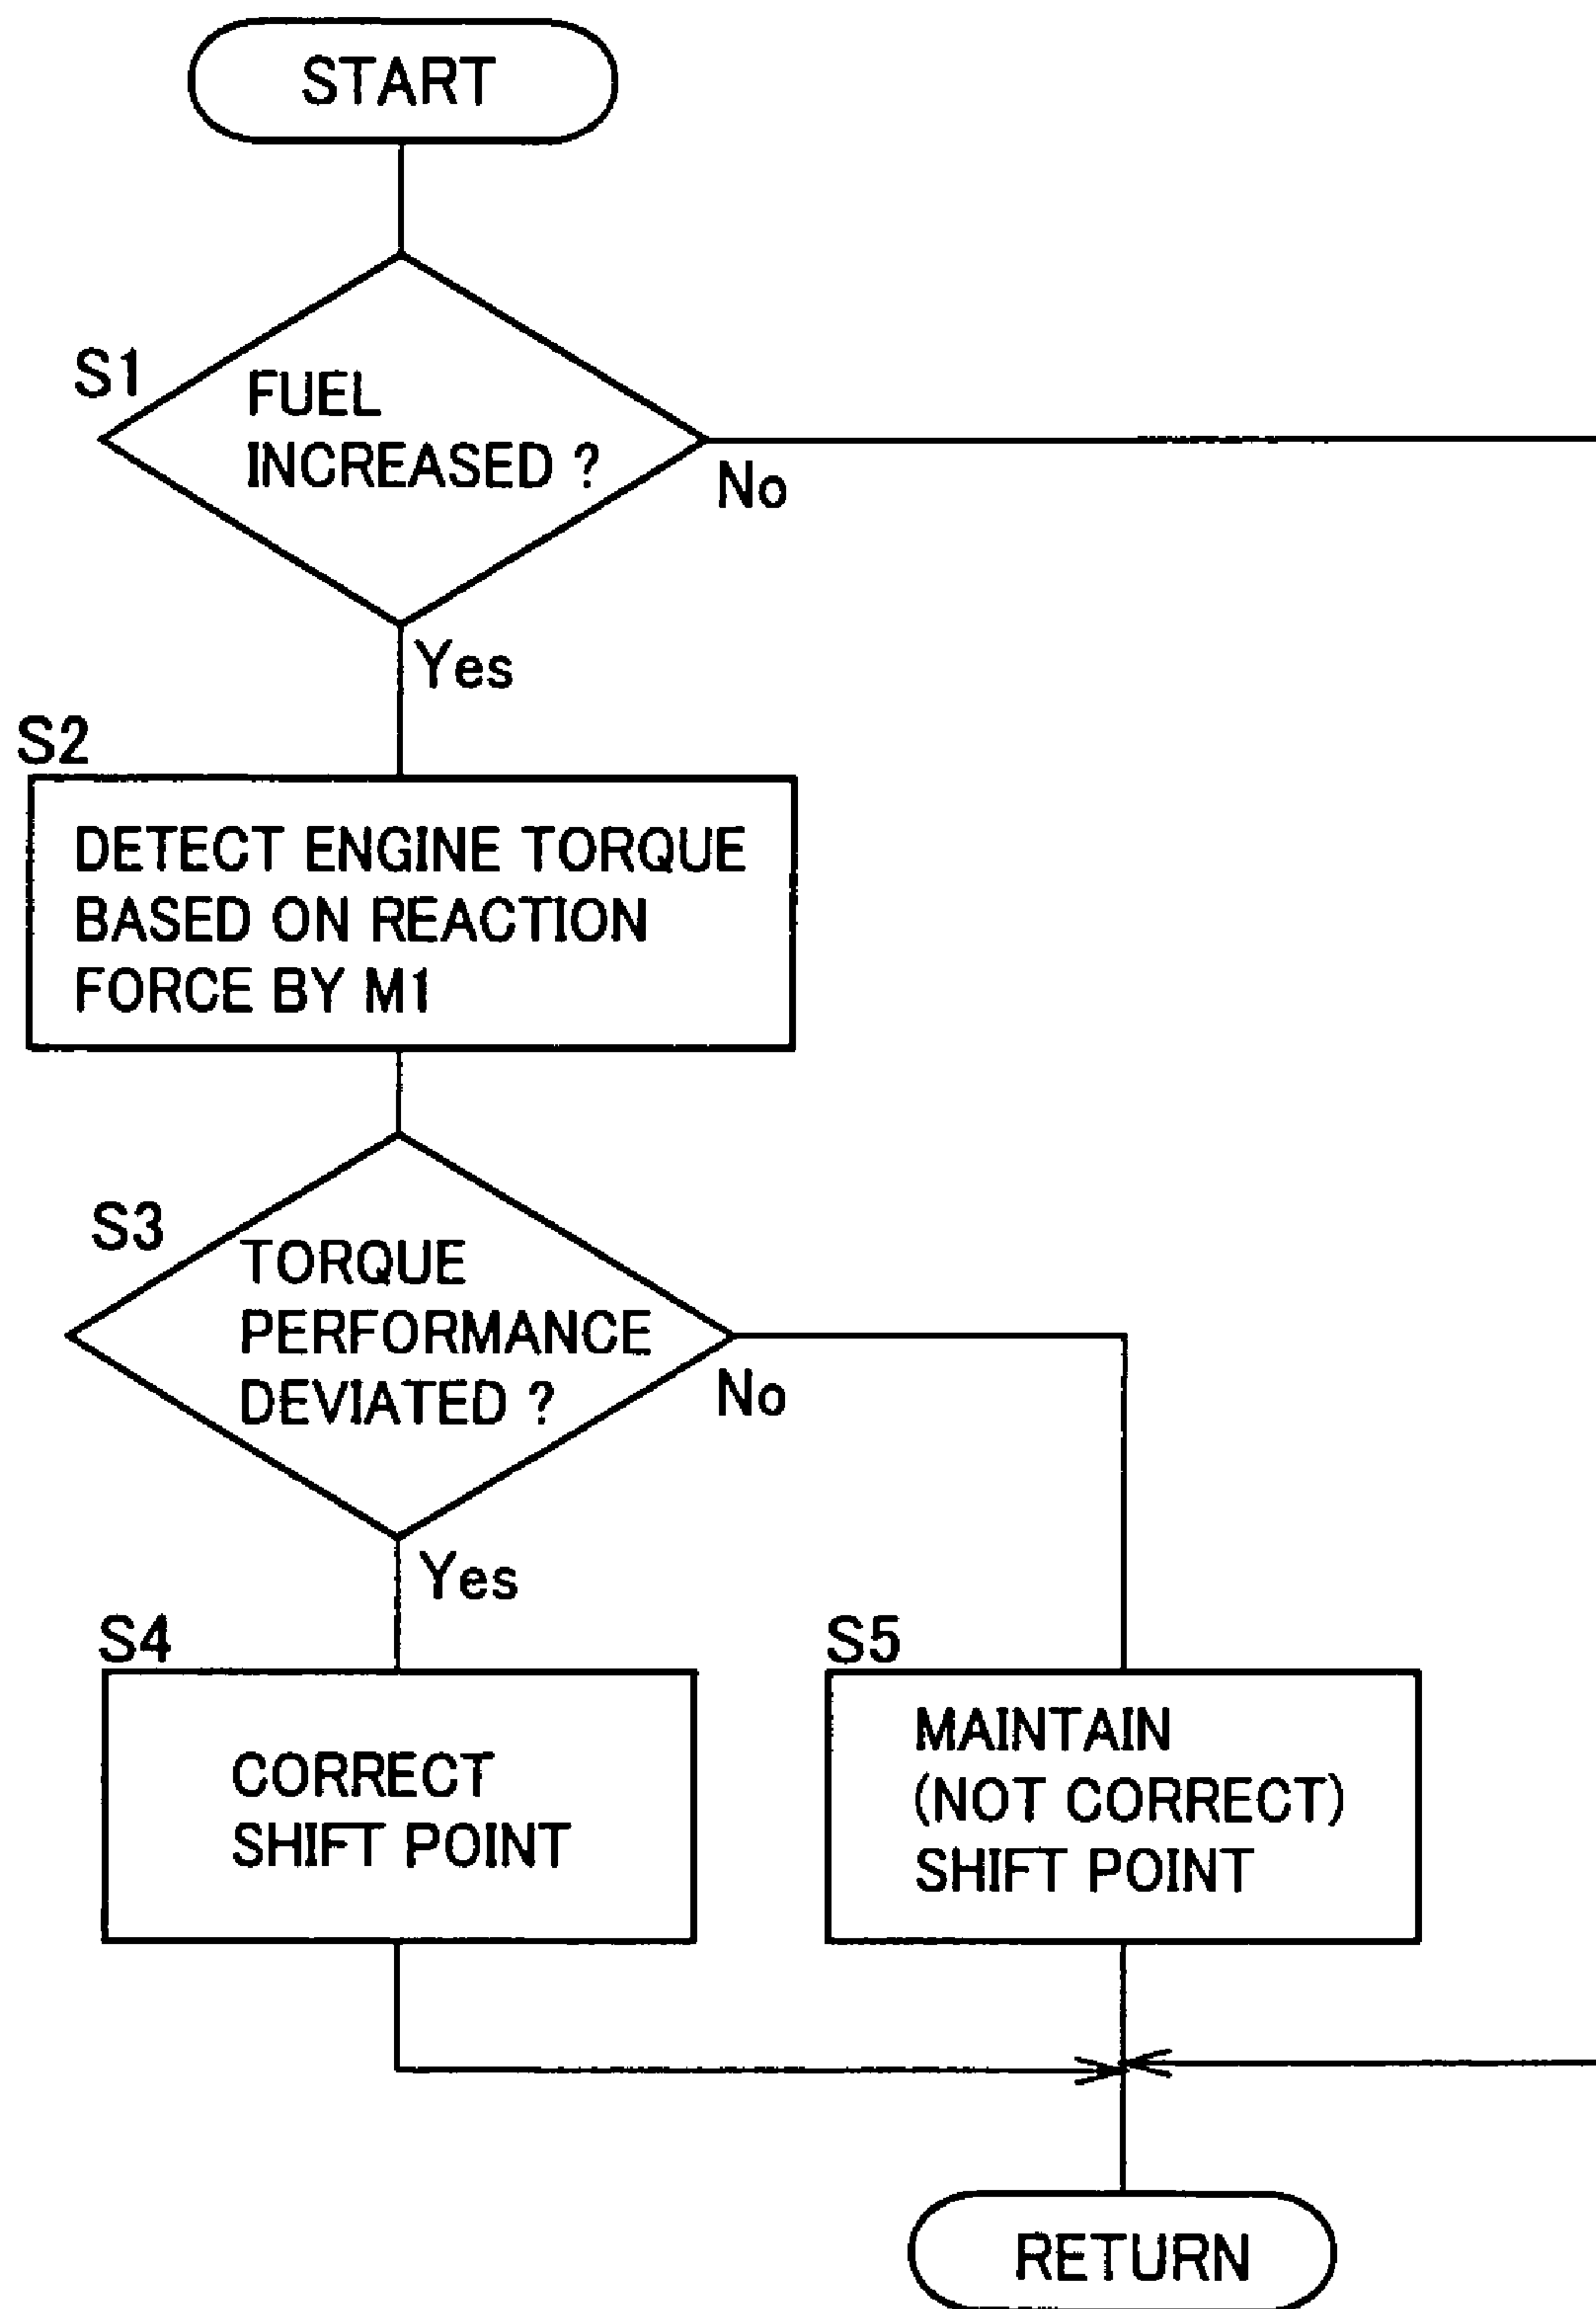 START
S1
FUEL
INCREASED ?
No
Yes
S2
DETECT ENGINE TORQUE
BASED ON REACTION
FORCE BY M1
S3
TORQUE
PERFORMANCE
DEVIATED ?
No
Yes
S4
CORRECT
SHIFT POINT
S5
MAINTAIN
(NOT CORRECT)
SHIFT POINT
RETURN